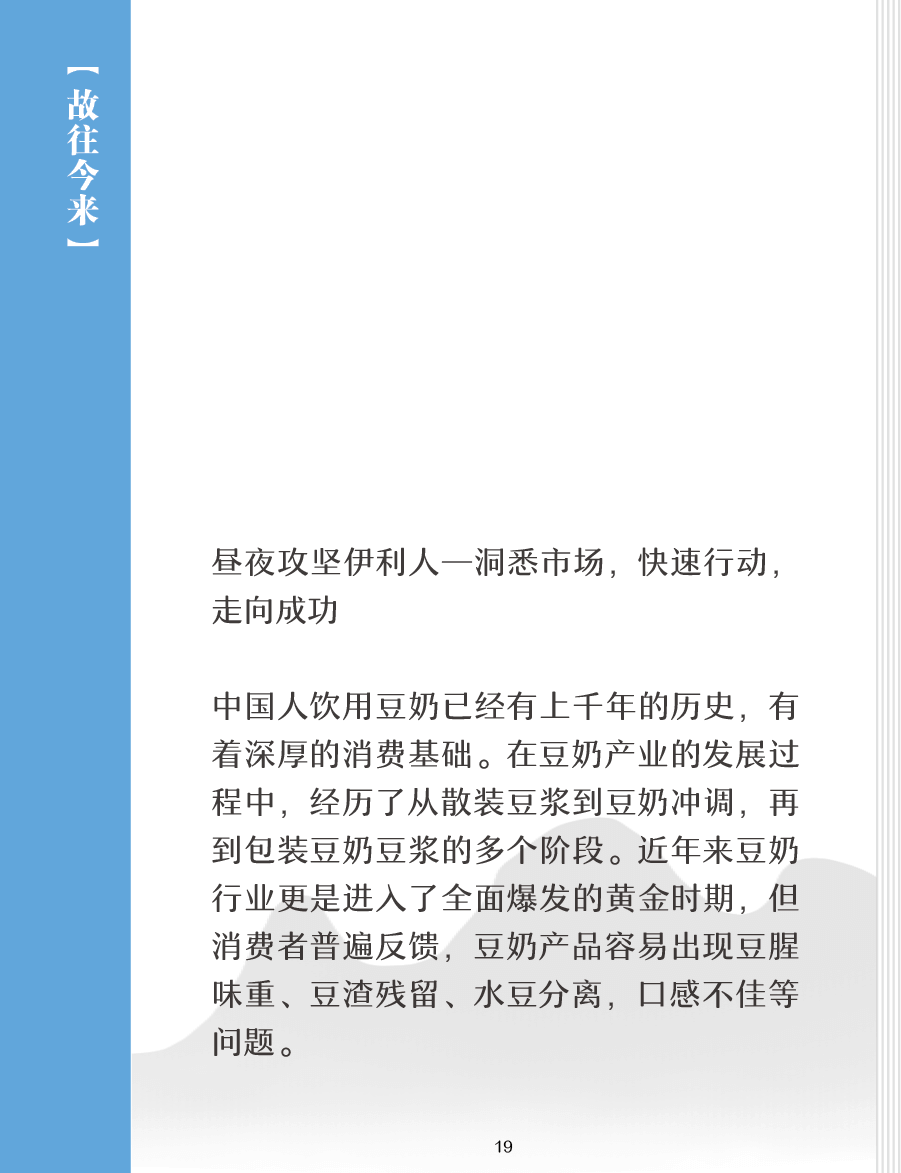 【故往今来】
昼夜攻坚伊利人—洞悉市场，快速行动，
走向成功
中国人饮用豆奶已经有上千年的历史，有
着深厚的消费基础。在豆奶产业的发展过
程中，经历了从散装豆浆到豆奶冲调，再
到包装豆奶豆浆的多个阶段。近年来豆奶
行业更是进入了全面爆发的黄金时期，但
消费者普遍反馈，豆奶产品容易出现豆腥
味重、豆渣残留、水豆分离，口感不佳等
问题。
19